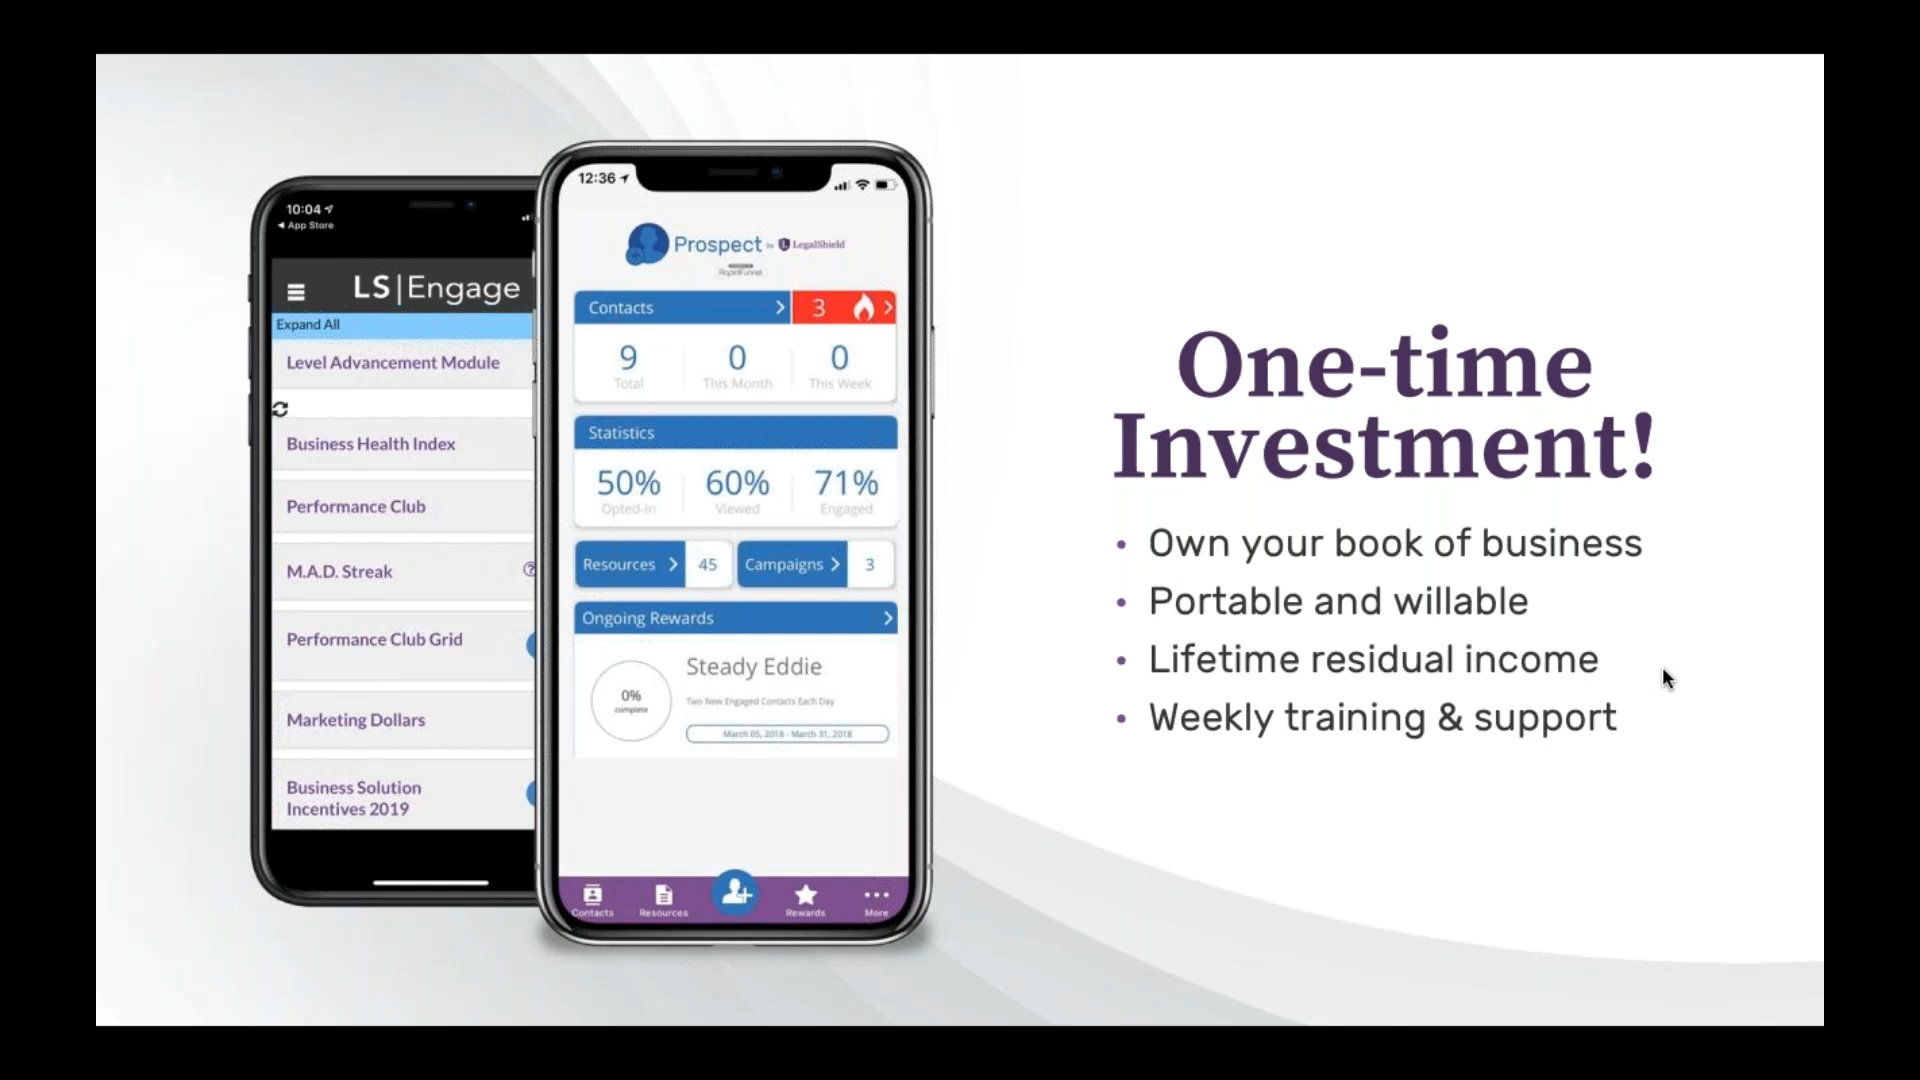 10:04
App Store
LS|Engage
Expand All
Level Advancement Module
Business Health Index
Performance Club
M.A.D. Streak
Performance Club Grid
Marketing Dollars
Business Solution
Incentives 2019
12:36
Prospect by LegalShield
RapidFunnel
Contacts
3
9
0
0
Total
This Month
This Week
Statistics
50%
60%
71%
Opted-In
Viewed
Engaged
Resources
45
Campaigns
3
Ongoing Rewards
Steady Eddie
0%
complete
Two New Engaged Contacts Each Day
March 05, 2018 - March 31, 2018
Contacts
Resources
Rewards
More
One-time
Investment!
• Own your book of business
• Portable and willable
• Lifetime residual income
• Weekly training & support